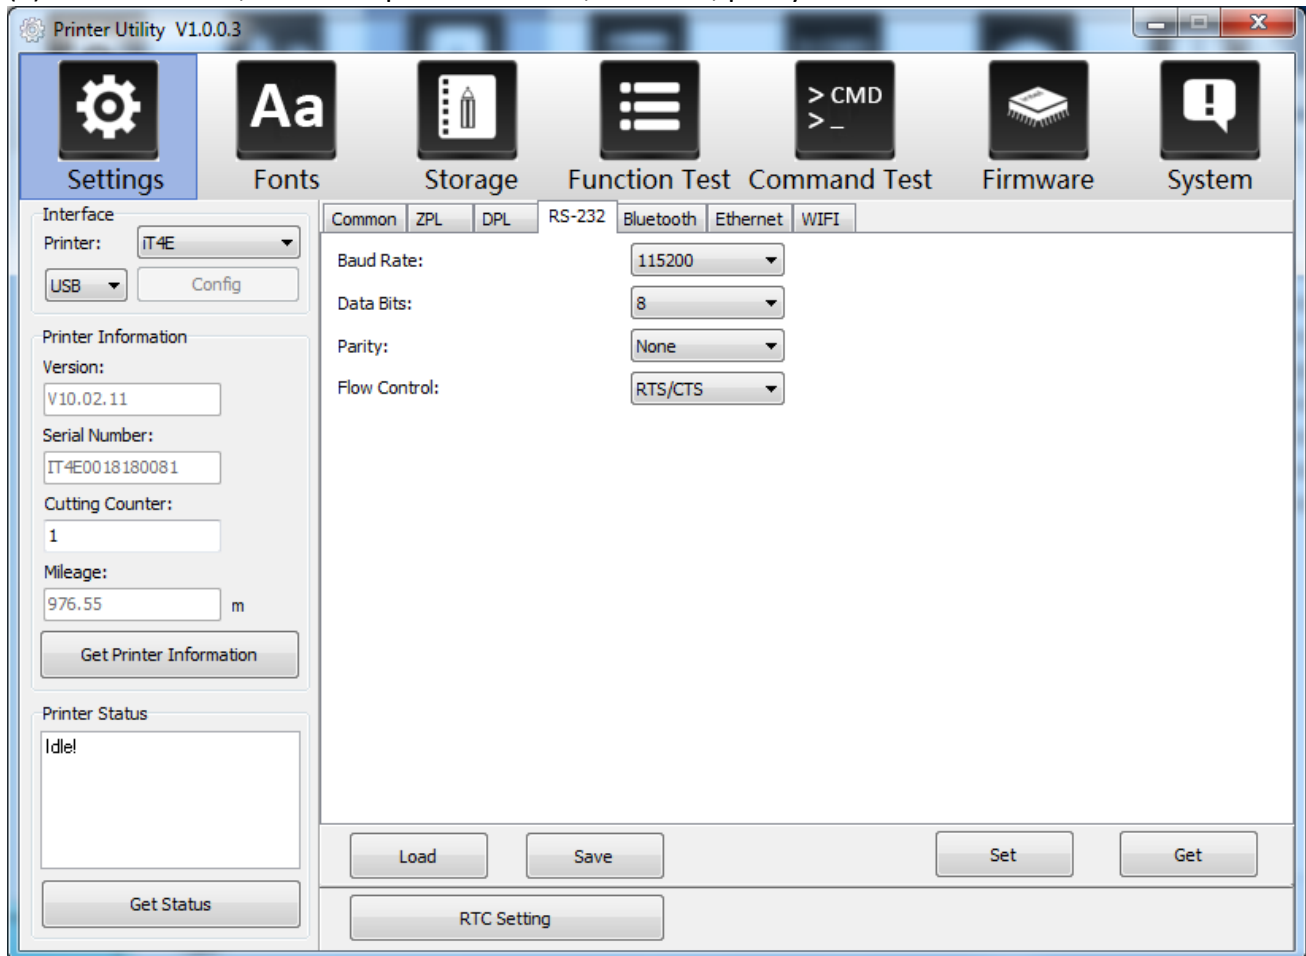 Printer Utility V1.0.0.3
Aa
> CMD
>_
Settings Fonts Storage Function Test Command Test Firmware System
Interface
Printer: iT4E
USB Config
Printer Information
Version:
V10.02.11
Serial Number:
IT4E0018180081
Cutting Counter:
1
Mileage:
976.55 m
Get Printer Information
Printer Status
Idle!
Get Status
Common ZPL DPL RS-232 Bluetooth Ethernet WIFI
Baud Rate: 115200
Data Bits: 8
Parity: None
Flow Control: RTS/CTS
Load Save Set Get
RTC Setting